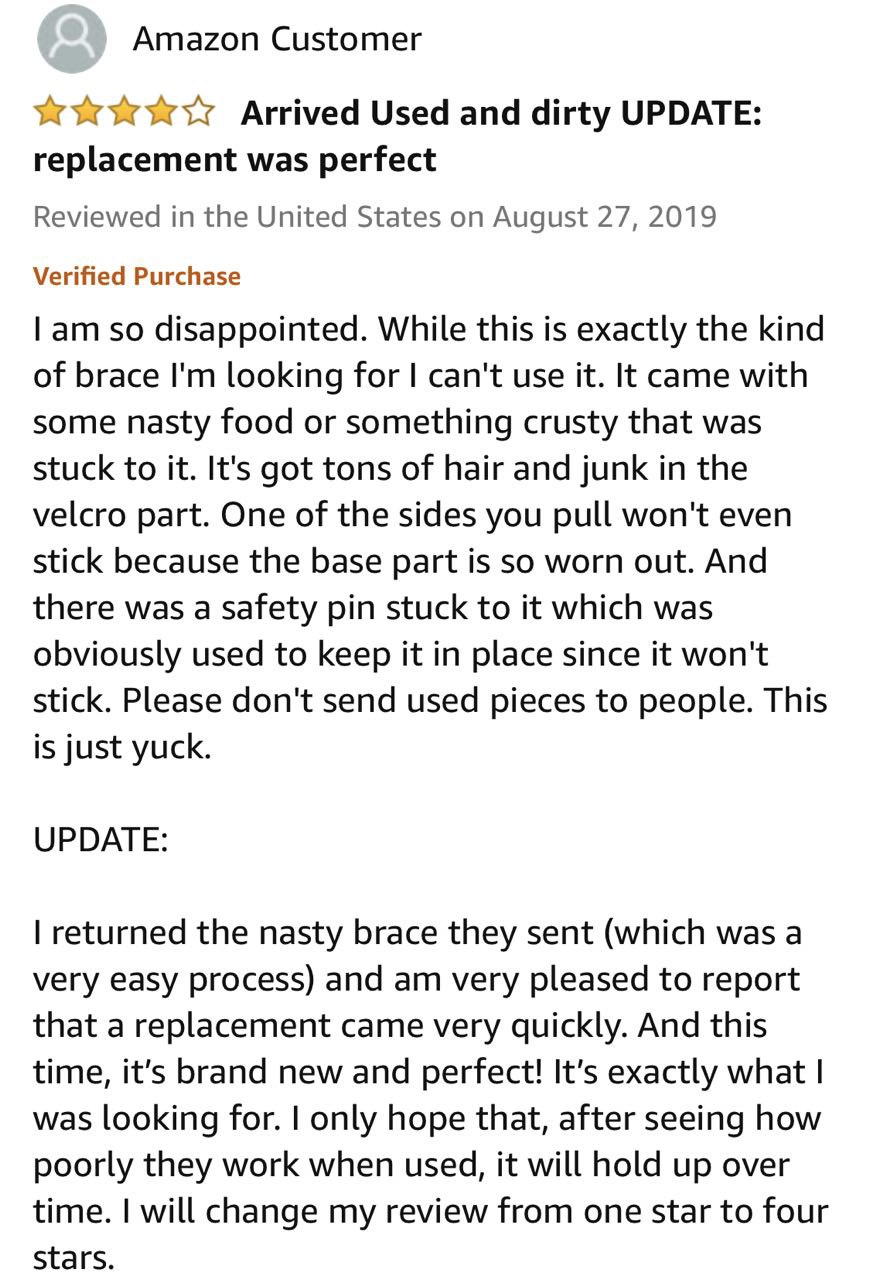 Amazon Customer
Arrived Used and dirty UPDATE:
replacement was perfect
Reviewed in the United States on August 27, 2019
Verified Purchase
I am so disappointed. While this is exactly the kind
of brace I'm looking for I can't use it. It came with
some nasty food or something crusty that was
stuck to it. It's got tons of hair and junk in the
velcro part. One of the sides you pull won't even
stick because the base part is so worn out. And
there was a safety pin stuck to it which was
obviously used to keep it in place since it won't
stick. Please don't send used pieces to people. This
is just yuck.
UPDATE:
I returned the nasty brace they sent (which was a
very easy process) and am very pleased to report
that a replacement came very quickly. And this
time, it’s brand new and perfect! It’s exactly what I
was looking for. I only hope that, after seeing how
poorly they work when used, it will hold up over
time. I will change my review from one star to four
stars.